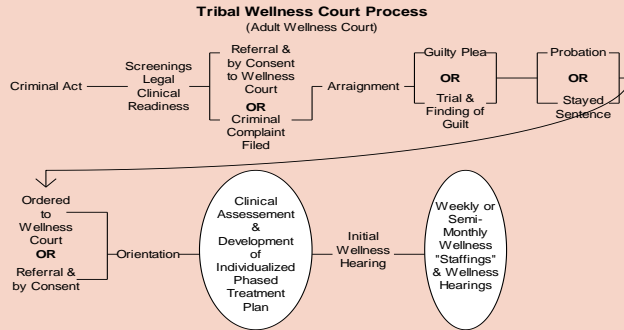 Tribal Wellness Court Process
(Adult Wellness Court)
Criminal Act
Screenings
Legal
Clinical
Readiness
Referral &
by Consent
to Wellness
Court
OR
Criminal
Complaint
Filed
Arraignment
Guilty Plea
OR
Trial &
Finding of
Guilt
Probation
OR
Stayed
Sentence
Ordered
to
Wellness
Court
OR
Referral &
by Consent
Orientation
Clinical
Assessement
&
Development
of
Individualized
Phased
Treatment
Plan
Initial
Wellness
Hearing
Weekly or
Semi-
Monthly
Wellness
"Staffings"
& Wellness
Hearings